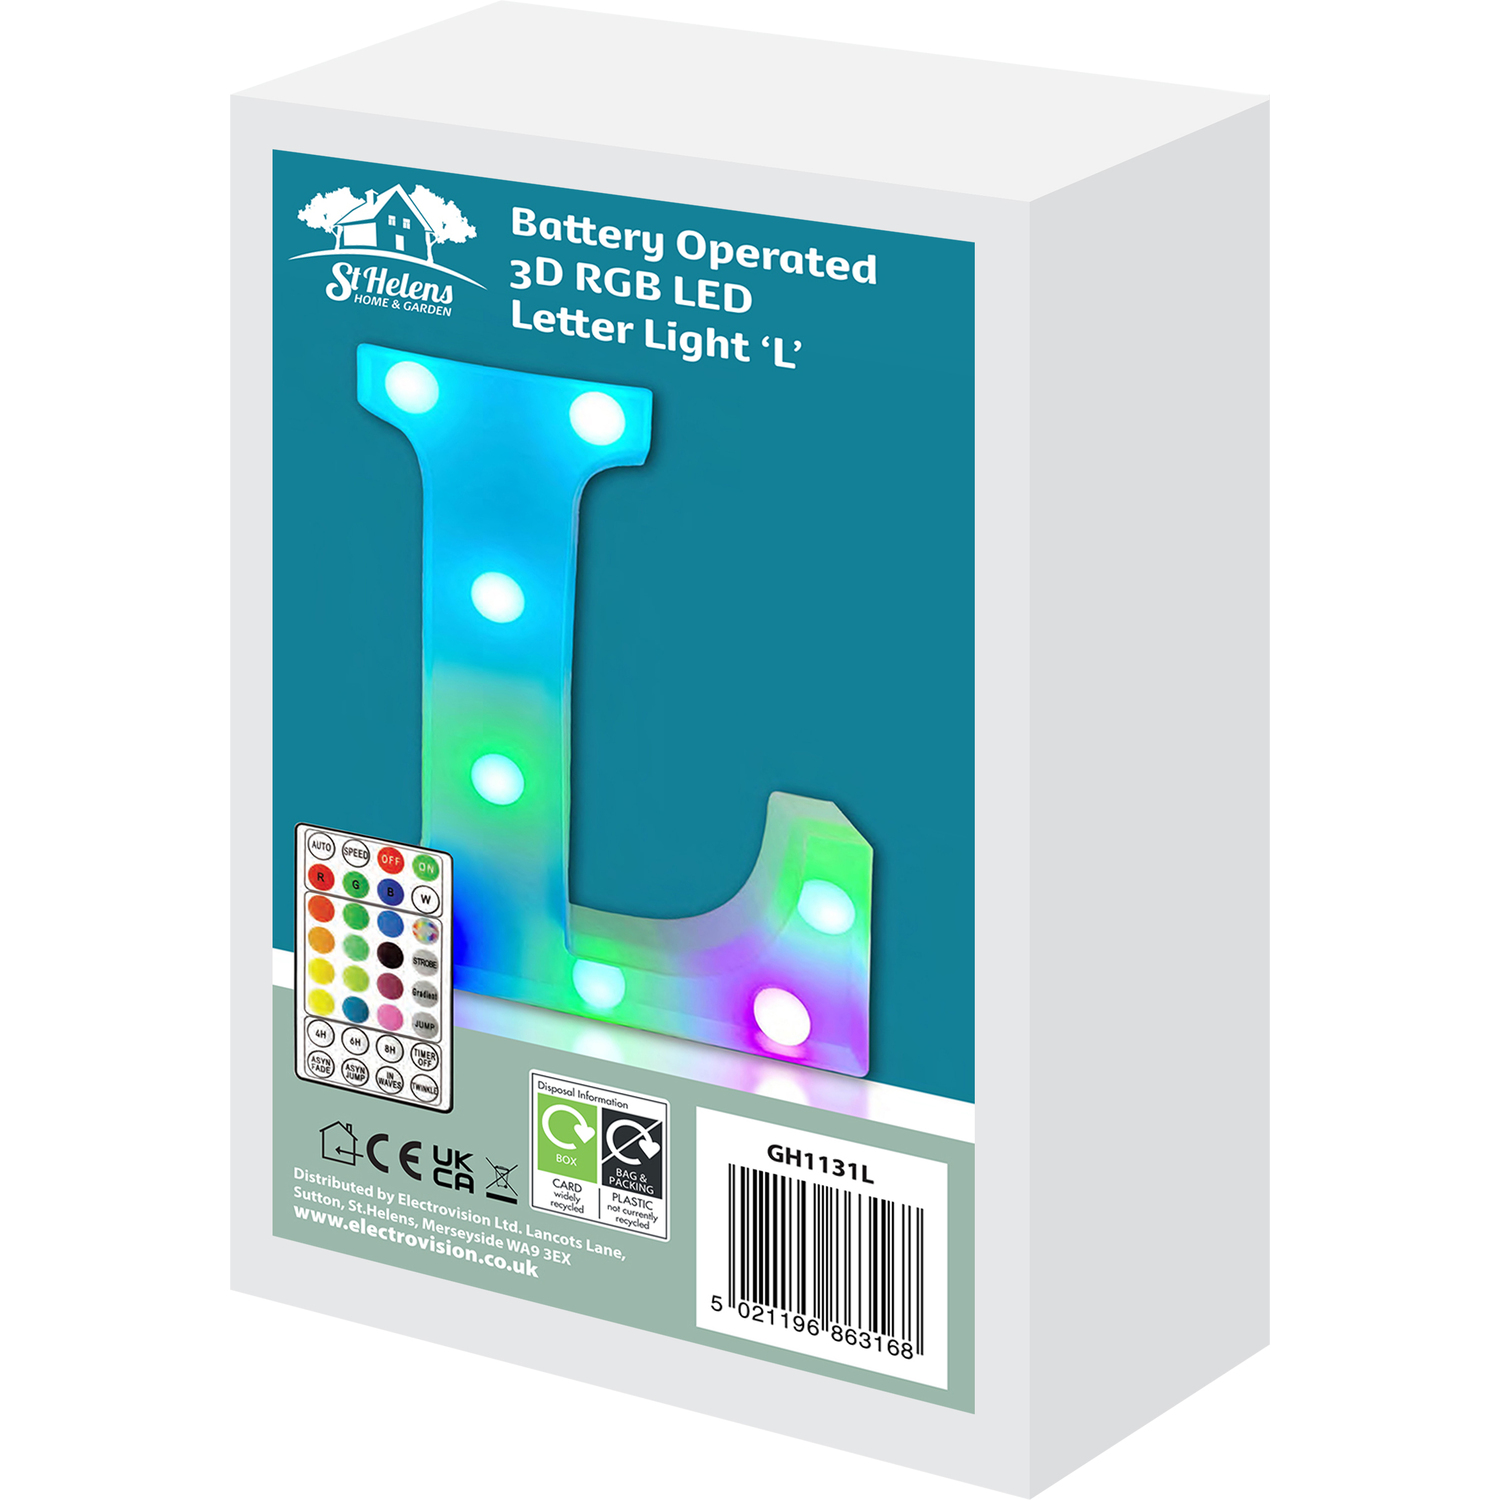 St Helens
HOME & GARDEN
Battery Operated
3D RGB LED
Letter Light ‘L’
AUTO SPEED OFF ON
R G B W
STROBE
Gradient
JUMP
4H 6H 8H TIMER OFF
ASYN FADE ASYN JUMP IN WAVES TWINKLE
CE UK CA
Distributed by Electrovision Ltd. Lancots Lane,
Sutton, St.Helens, Merseyside WA9 3EX
www.electrovision.co.uk
Disposal Information
BOX
CARD
widely
recycled
BAG &
PACKING
PLASTIC
not currently
recycled
GH1131L
5 021196 863168